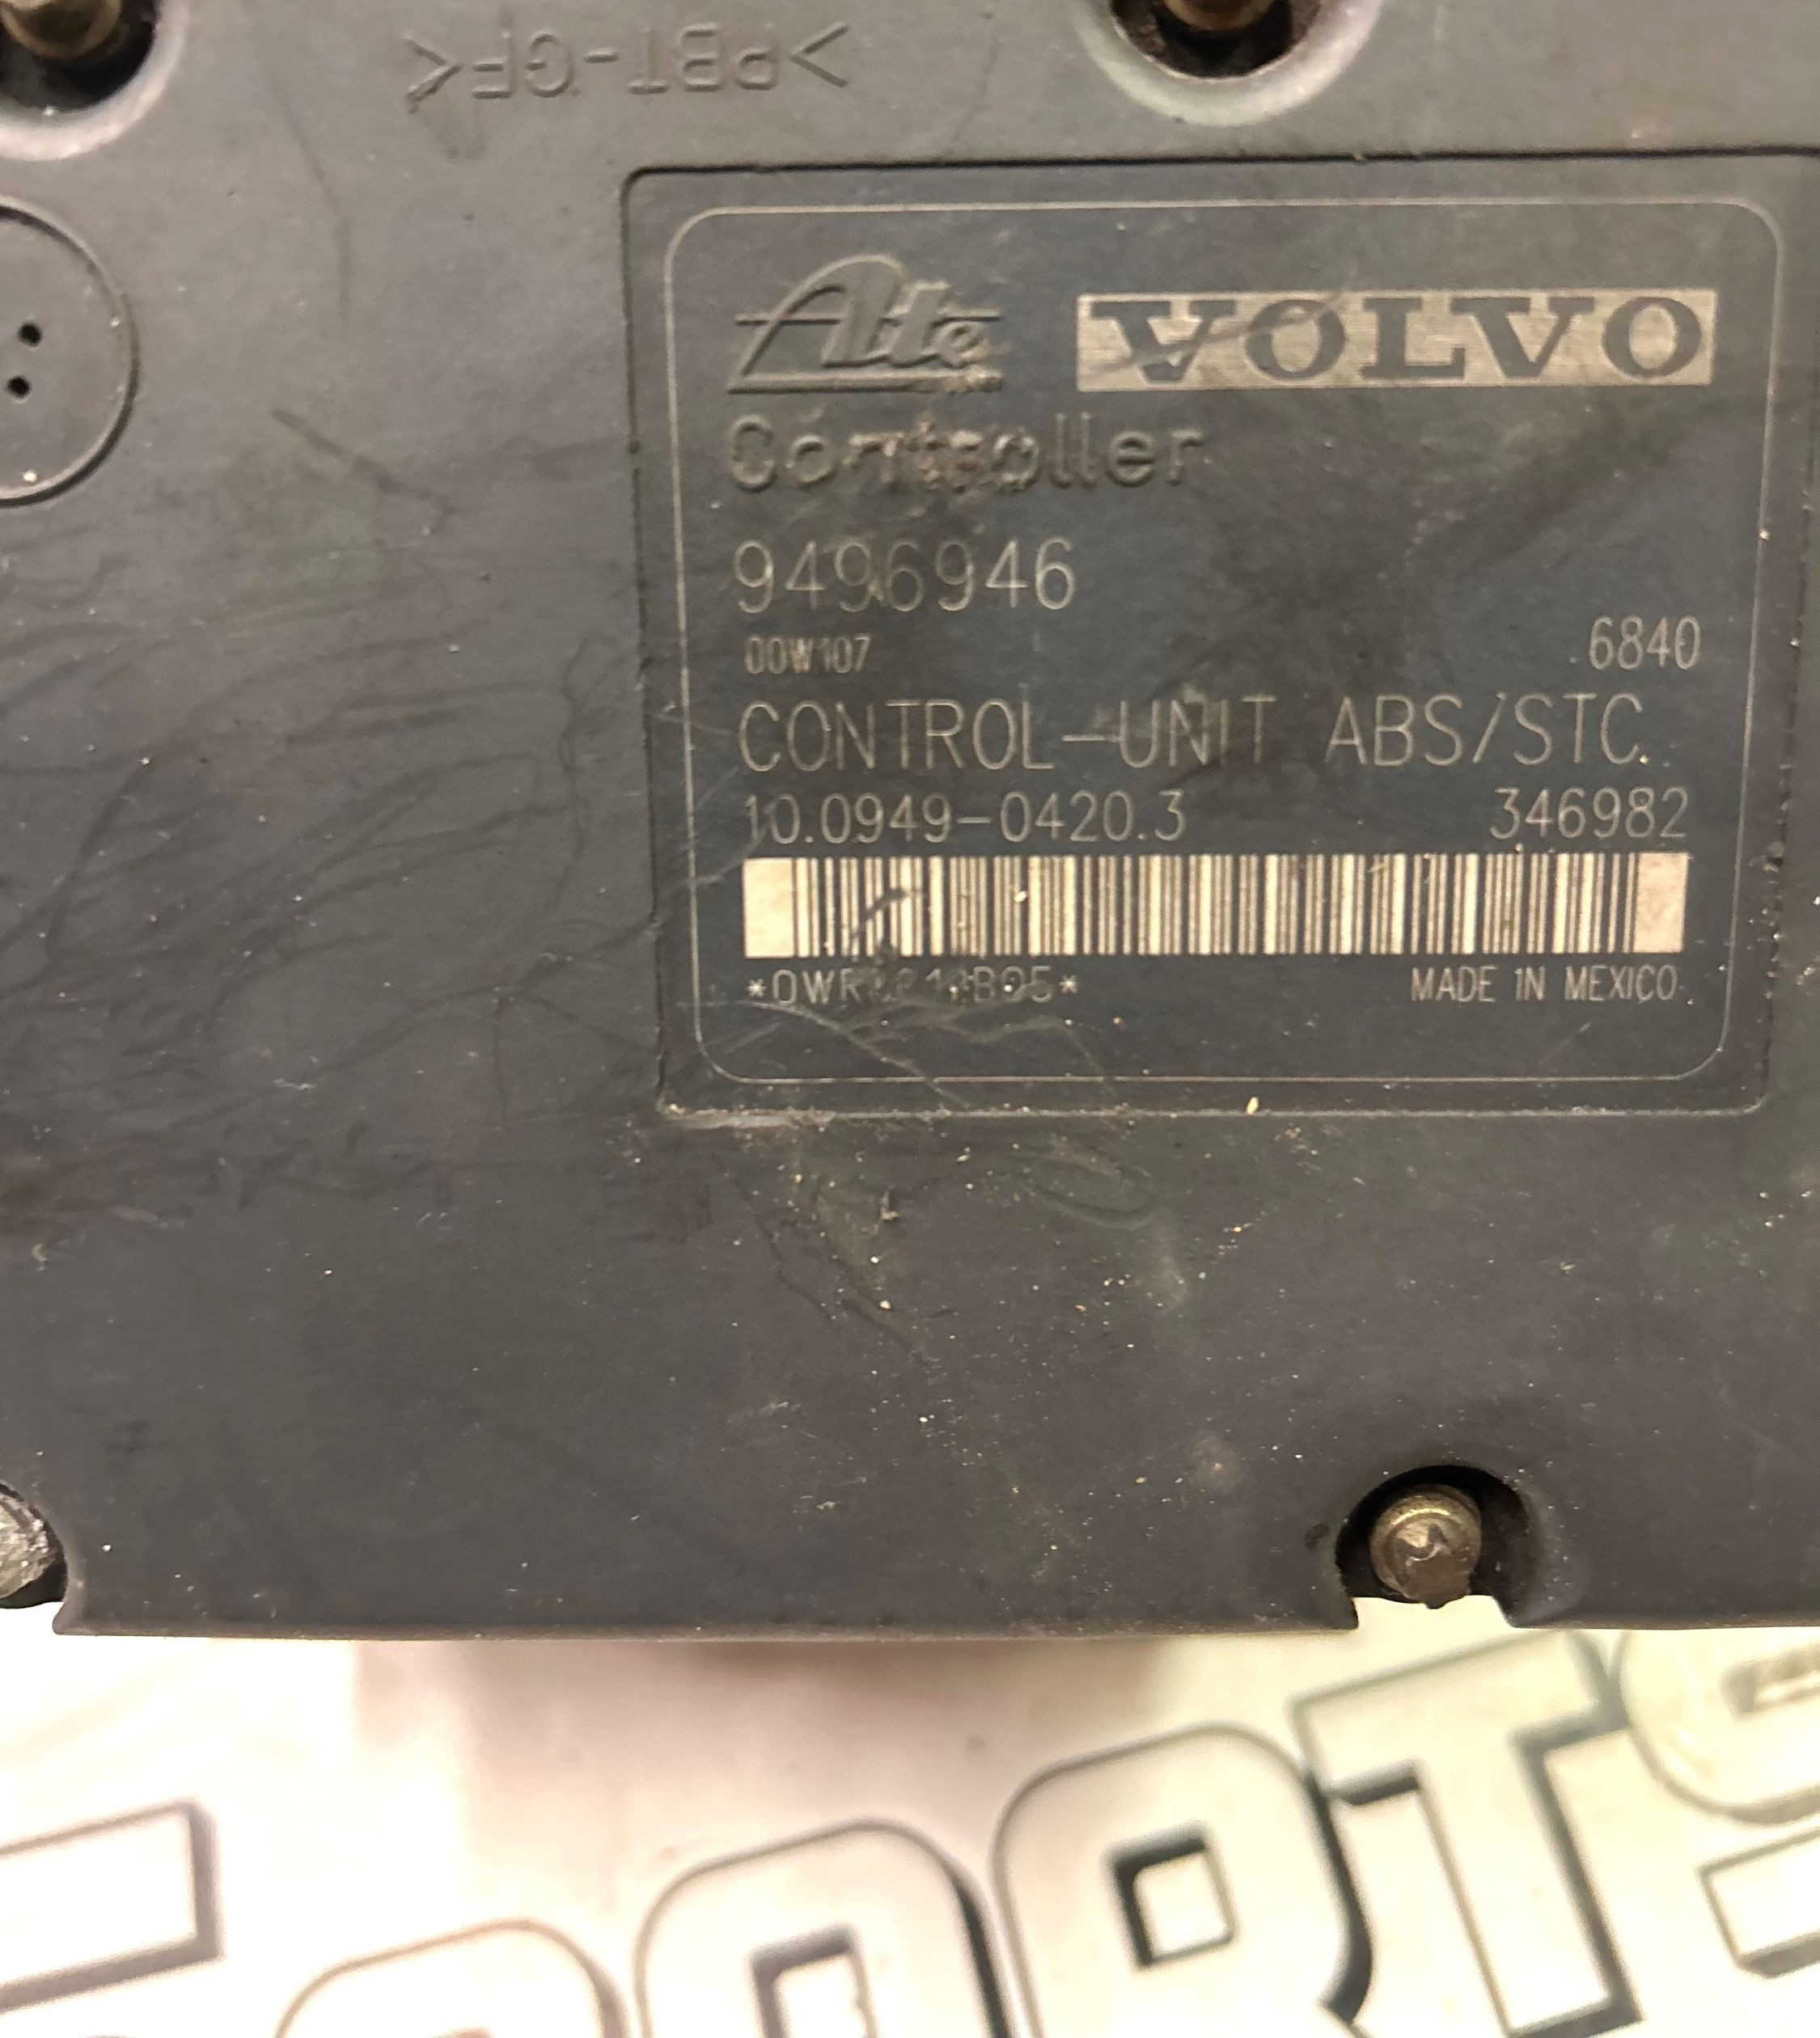 >PBT-GF<
Ate VOLVO
Controller
9496946
00W107 6840
CONTROL-UNIT ABS/STC
10.0949-0420.3 346982
MADE IN MEXICO